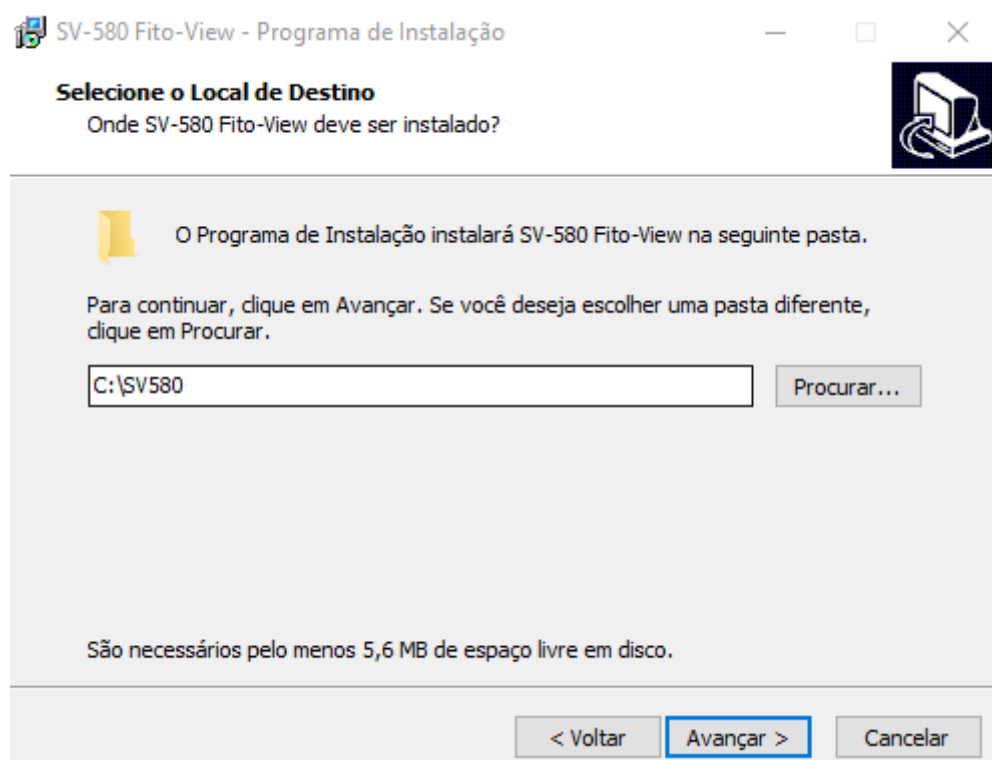 SV-580 Fito-View - Programa de Instalação
Selecione o Local de Destino
Onde SV-580 Fito-View deve ser instalado?
O Programa de Instalação instalará SV-580 Fito-View na seguinte pasta.
Para continuar, clique em Avançar. Se você deseja escolher uma pasta diferente,
clique em Procurar.
C:\SV580
Procurar...
São necessários pelo menos 5,6 MB de espaço livre em disco.
< Voltar
Avançar >
Cancelar